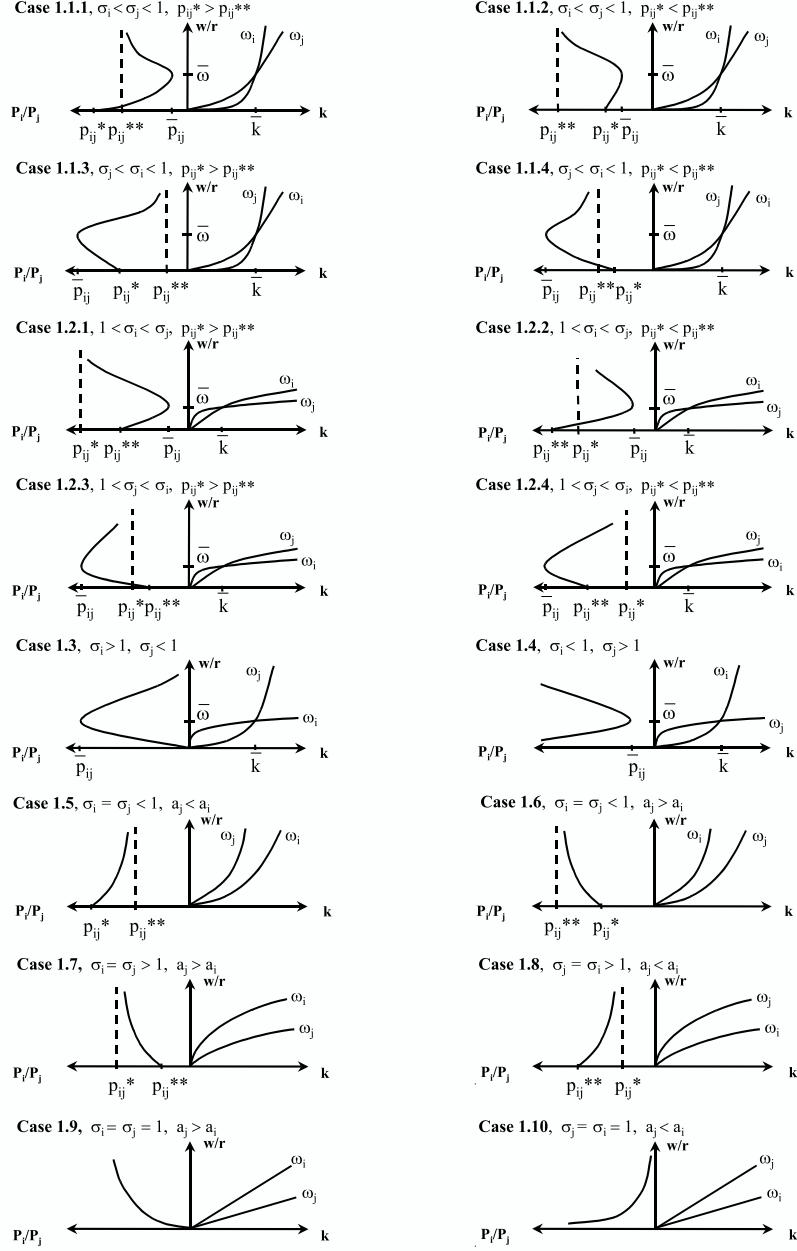 Case 1.1.1, σi < σj < 1, pij* > pij**
w/r
ωi
ωj
ω̄
Pi/Pj
pij* pij**
p̄ij
k̄
k
Case 1.1.2, σi < σj < 1, pij* < pij**
w/r
ωi
ωj
ω̄
Pi/Pj
pij**
pij* p̄ij
k̄
k
Case 1.1.3, σj < σi < 1, pij* > pij**
w/r
ωj
ωi
ω̄
Pi/Pj
p̄ij
pij*
pij**
k̄
k
Case 1.1.4, σj < σi < 1, pij* < pij**
w/r
ωj
ωi
ω̄
Pi/Pj
p̄ij
pij** pij*
k̄
k
Case 1.2.1, 1 < σi < σj, pij* > pij**
w/r
ωi
ωj
ω̄
Pi/Pj
pij* pij**
p̄ij
k̄
k
Case 1.2.2, 1 < σi < σj, pij* < pij**
w/r
ωi
ωj
ω̄
Pi/Pj
pij** pij*
p̄ij
k̄
k
Case 1.2.3, 1 < σj < σi, pij* > pij**
w/r
ωj
ωi
ω̄
Pi/Pj
p̄ij
pij* pij**
k̄
k
Case 1.2.4, 1 < σj < σi, pij* < pij**
w/r
ωj
ωi
ω̄
Pi/Pj
p̄ij
pij**
pij*
k̄
k
Case 1.3, σi > 1, σj < 1
w/r
ωj
ωi
ω̄
Pi/Pj
p̄ij
k̄
k
Case 1.4, σi < 1, σj > 1
w/r
ωi
ωj
ω̄
Pi/Pj
p̄ij
k̄
k
Case 1.5, σi = σj < 1, aj < ai
w/r
ωj
ωi
Pi/Pj
pij*
pij**
k
Case 1.6, σi = σj < 1, aj > ai
w/r
ωi
ωj
Pi/Pj
pij**
pij*
k
Case 1.7, σi = σj > 1, aj > ai
w/r
ωi
ωj
Pi/Pj
pij*
pij**
k
Case 1.8, σj = σi > 1, aj < ai
w/r
ωj
ωi
Pi/Pj
pij**
pij*
k
Case 1.9, σi = σj = 1, aj > ai
w/r
ωi
ωj
Pi/Pj
k
Case 1.10, σj = σi = 1, aj < ai
w/r
ωj
ωi
Pi/Pj
k